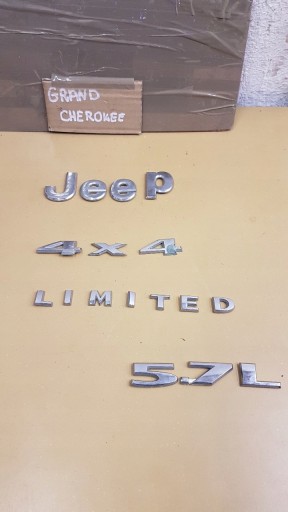 GRAND
CHEROKEE
Jeep
4x4
LIMITED
5.7L